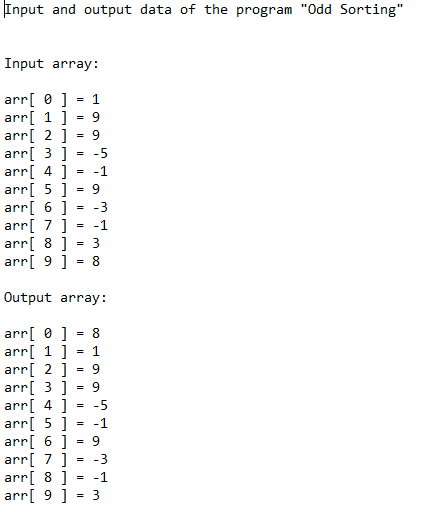 Input and output data of the program "Odd Sorting"
Input array:
arr[ 0 ] = 1
arr[ 1 ] = 9
arr[ 2 ] = 9
arr[ 3 ] = -5
arr[ 4 ] = -1
arr[ 5 ] = 9
arr[ 6 ] = -3
arr[ 7 ] = -1
arr[ 8 ] = 3
arr[ 9 ] = 8
Output array:
arr[ 0 ] = 8
arr[ 1 ] = 1
arr[ 2 ] = 9
arr[ 3 ] = 9
arr[ 4 ] = -5
arr[ 5 ] = -1
arr[ 6 ] = 9
arr[ 7 ] = -3
arr[ 8 ] = -1
arr[ 9 ] = 3